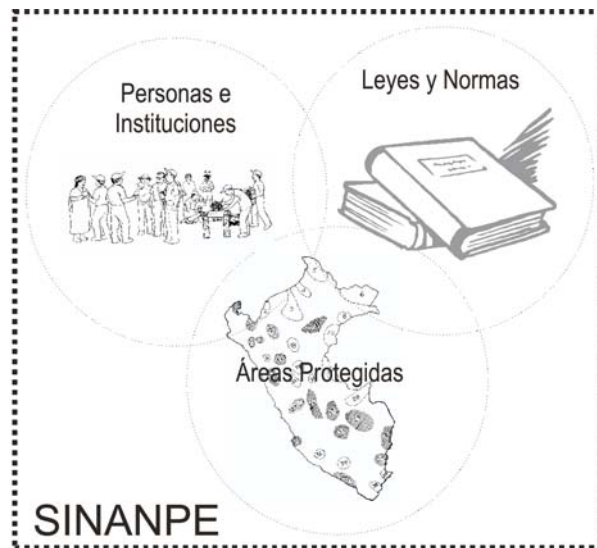 Personas e
Instituciones
Leyes y Normas
Áreas Protegidas
SINANPE